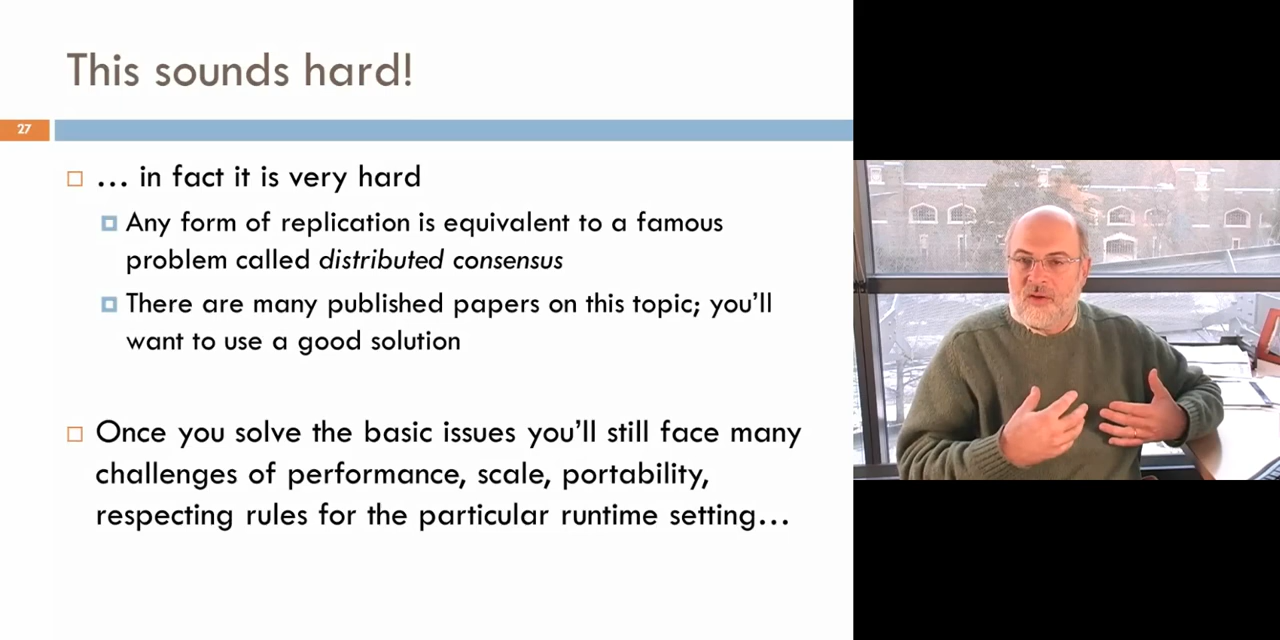 This sounds hard!
27
… in fact it is very hard
Any form of replication is equivalent to a famous
problem called distributed consensus
There are many published papers on this topic; you'll
want to use a good solution
Once you solve the basic issues you'll still face many
challenges of performance, scale, portability,
respecting rules for the particular runtime setting…